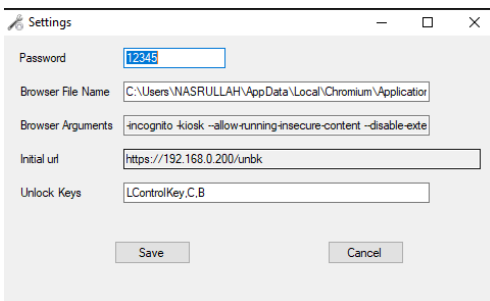 Settings
Password 12345
Browser File Name C:\Users\NASRULLAH\AppData\Local\Chromium\Application
Browser Arguments -incognito -kiosk --allow-running-insecure-content --disable-exte
Initial url https://192.168.0.200/unbk
Unlock Keys LControlKey,C,B
Save Cancel